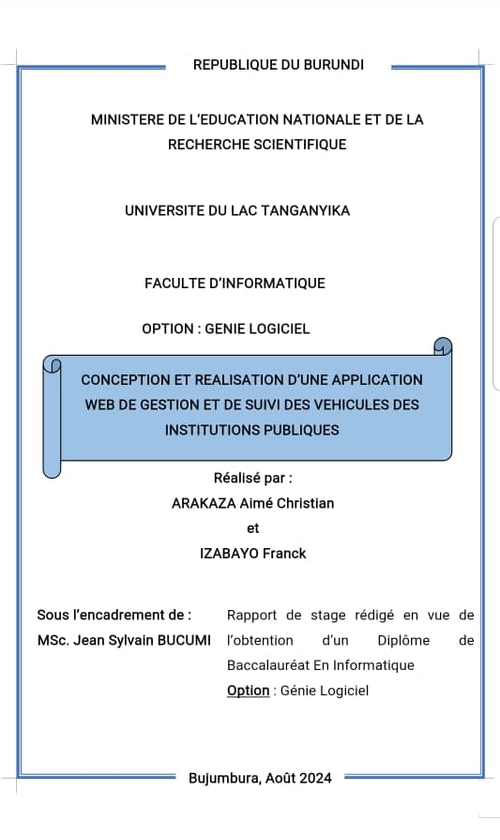 REPUBLIQUE DU BURUNDI
MINISTERE DE L'EDUCATION NATIONALE ET DE LA
RECHERCHE SCIENTIFIQUE
UNIVERSITE DU LAC TANGANYIKA
FACULTE D'INFORMATIQUE
OPTION : GENIE LOGICIEL
CONCEPTION ET REALISATION D'UNE APPLICATION
WEB DE GESTION ET DE SUIVI DES VEHICULES DES
INSTITUTIONS PUBLIQUES
Réalisé par :
ARAKAZA Aimé Christian
et
IZABAYO Franck
Sous l'encadrement de :
MSc. Jean Sylvain BUCUMI
Rapport de stage rédigé en vue de
l'obtention d'un Diplôme de
Baccalauréat En Informatique
Option : Génie Logiciel
Bujumbura, Août 2024